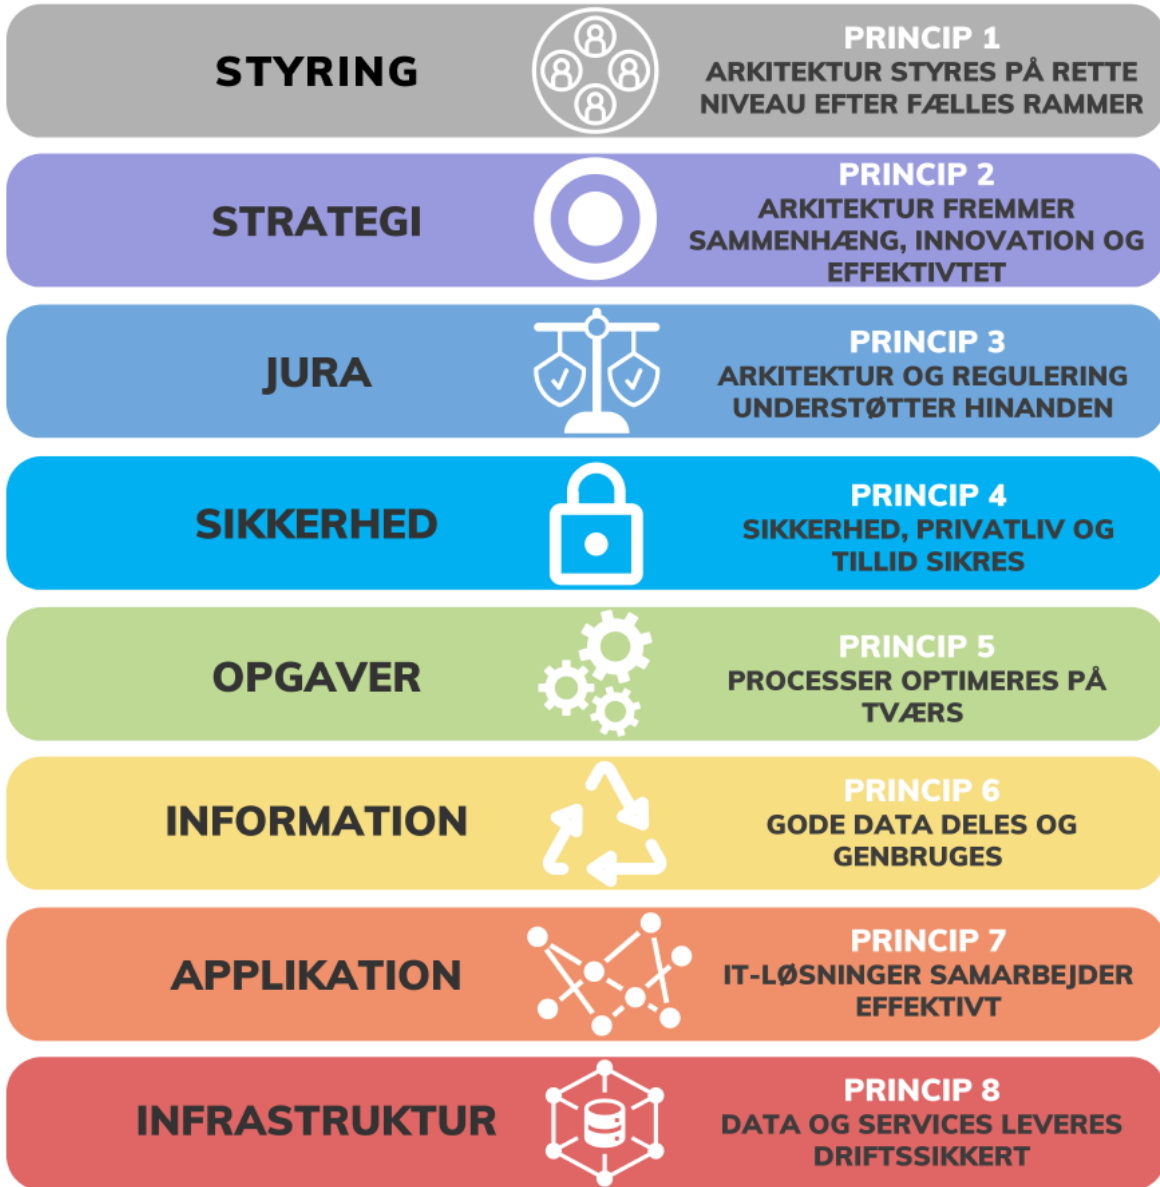 STYRING
PRINCIP 1
ARKITEKTUR STYRES PÅ RETTE
NIVEAU EFTER FÆLLES RAMMER
STRATEGI
PRINCIP 2
ARKITEKTUR FREMMER
SAMMENHÆNG, INNOVATION OG
EFFEKTIVTET
JURA
PRINCIP 3
ARKITEKTUR OG REGULERING
UNDERSTØTTER HINANDEN
SIKKERHED
PRINCIP 4
SIKKERHED, PRIVATLIV OG
TILLID SIKRES
OPGAVER
PRINCIP 5
PROCESSER OPTIMERES PÅ
TVÆRS
INFORMATION
PRINCIP 6
GODE DATA DELES OG
GENBRUGES
APPLIKATION
PRINCIP 7
IT-LØSNINGER SAMARBEJDER
EFFEKTIVT
INFRASTRUKTUR
PRINCIP 8
DATA OG SERVICES LEVERES
DRIFTSSIKKERT